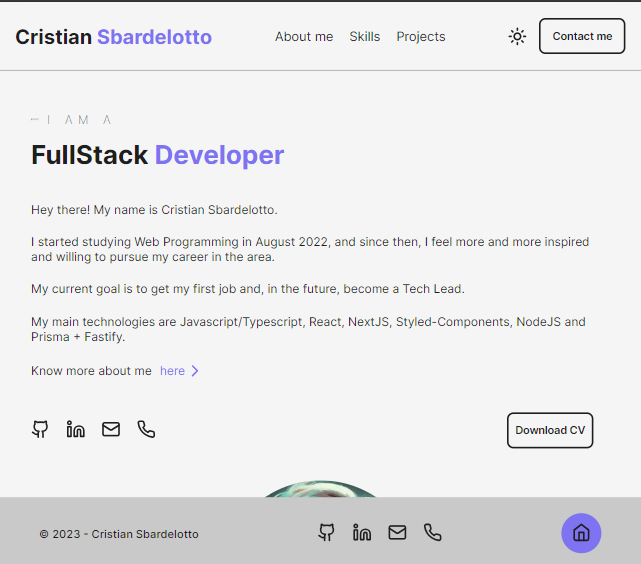 Cristian Sbardelotto
About me Skills Projects
Contact me
— I AM A
FullStack Developer
Hey there! My name is Cristian Sbardelotto.
I started studying Web Programming in August 2022, and since then, I feel more and more inspired
and willing to pursue my career in the area.
My current goal is to get my first job and, in the future, become a Tech Lead.
My main technologies are Javascript/Typescript, React, NextJS, Styled-Components, NodeJS and
Prisma + Fastify.
Know more about me here
Download CV
© 2023 - Cristian Sbardelotto